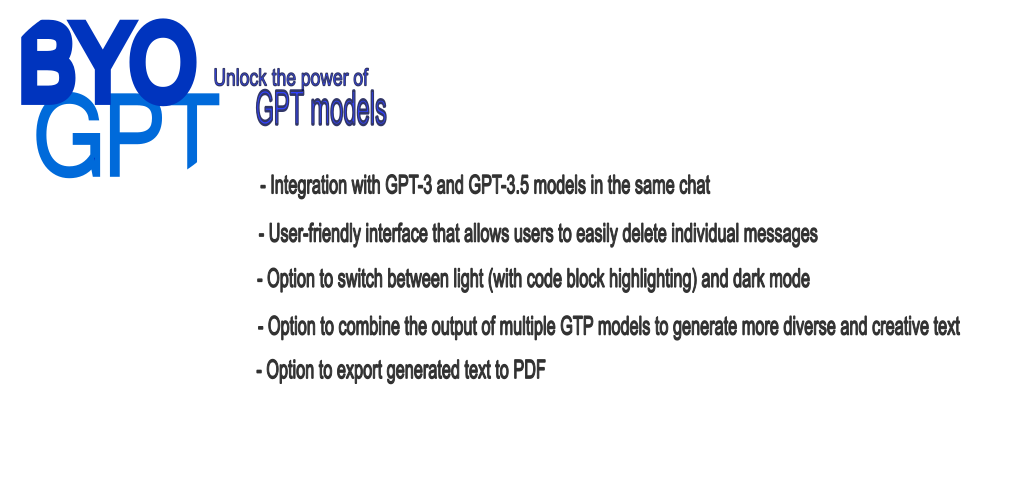 BYO
GPT
Unlock the power of
GPT models
- Integration with GPT-3 and GPT-3.5 models in the same chat
- User-friendly interface that allows users to easily delete individual messages
- Option to switch between light (with code block highlighting) and dark mode
- Option to combine the output of multiple GTP models to generate more diverse and creative text
- Option to export generated text to PDF